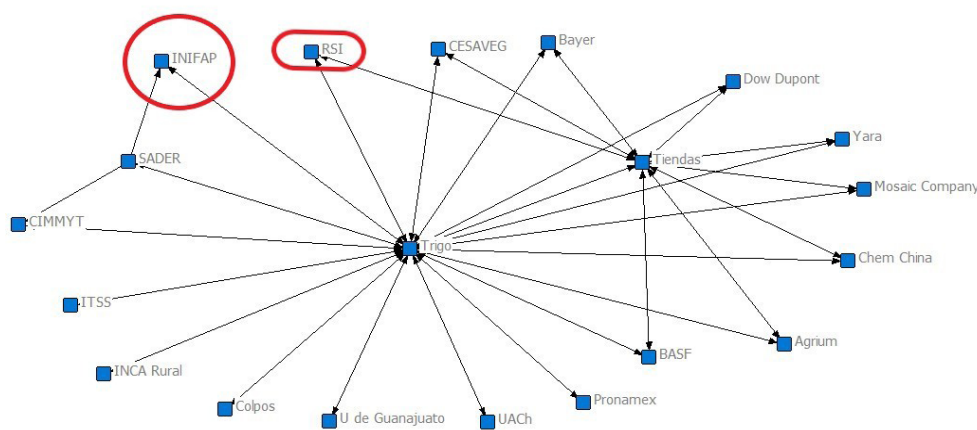 INIFAP
RSI
CESAVEG
Bayer
Dow Dupont
Yara
SADER
Tiendas
Mosaic Company
CIMMYT
Trigo
Chem China
ITSS
Agrium
BASF
INCA Rural
Colpos
Pronamex
U de Guanajuato
UACh